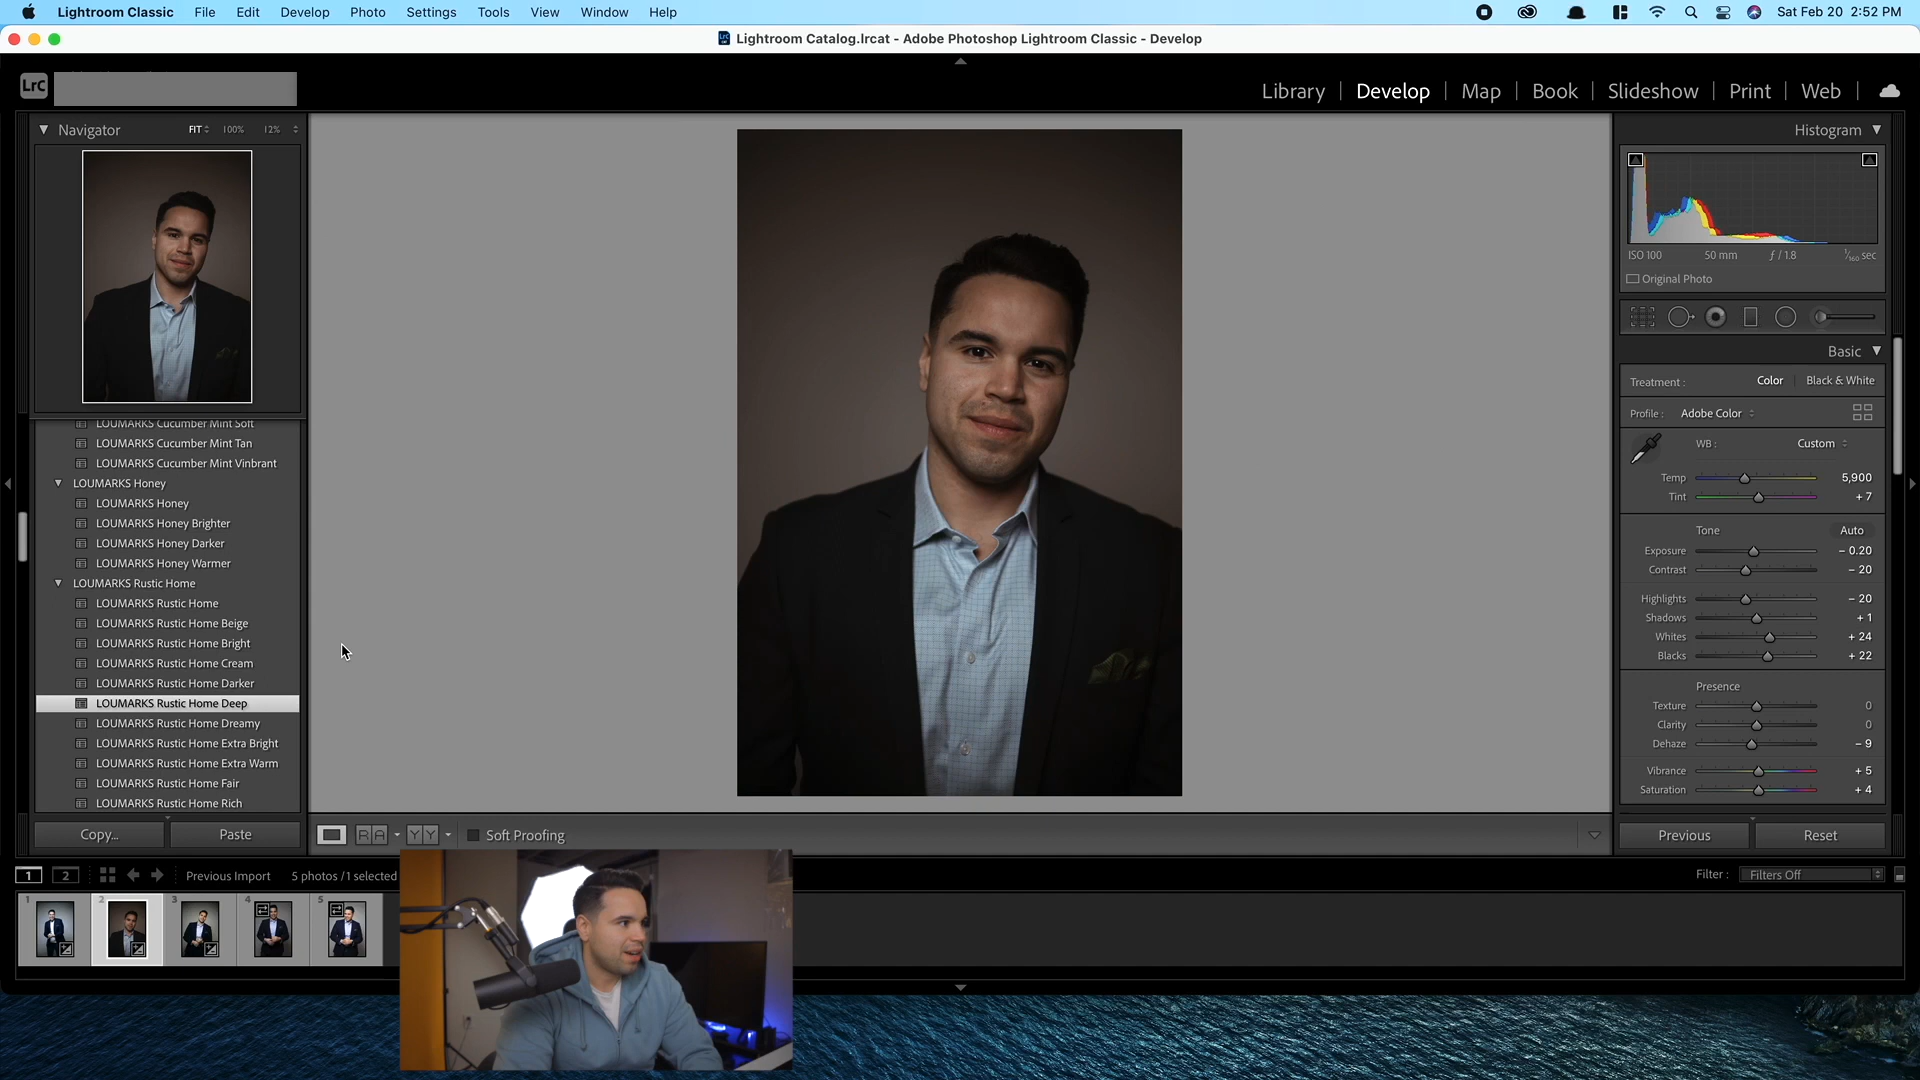 Lightroom Classic File Edit Develop Photo Settings Tools View Window Help Sat Feb 20 2:52 PM
Lightroom Catalog.lrcat - Adobe Photoshop Lightroom Classic - Develop
LrC
Library | Develop | Map | Book | Slideshow | Print | Web |
Navigator FIT 100% 12%
LOUMARKS Cucumber Mint Soft
LOUMARKS Cucumber Mint Tan
LOUMARKS Cucumber Mint Vinbrant
LOUMARKS Honey
LOUMARKS Honey
LOUMARKS Honey Brighter
LOUMARKS Honey Darker
LOUMARKS Honey Warmer
LOUMARKS Rustic Home
LOUMARKS Rustic Home
LOUMARKS Rustic Home Beige
LOUMARKS Rustic Home Bright
LOUMARKS Rustic Home Cream
LOUMARKS Rustic Home Darker
LOUMARKS Rustic Home Deep
LOUMARKS Rustic Home Dreamy
LOUMARKS Rustic Home Extra Bright
LOUMARKS Rustic Home Extra Warm
LOUMARKS Rustic Home Fair
LOUMARKS Rustic Home Rich
Copy... Paste
Histogram
ISO 100 50 mm ƒ / 1.8 1/160 sec
Original Photo
Basic
Treatment : Color | Black & White
Profile : Adobe Color
WB : Custom
Temp 5,900
Tint + 7
Tone Auto
Exposure – 0.20
Contrast – 20
Highlights – 20
Shadows + 1
Whites + 24
Blacks + 22
Presence
Texture 0
Clarity 0
Dehaze – 9
Vibrance + 5
Saturation + 4
Previous Reset
R A Y Y Soft Proofing
1 2 Previous Import 5 photos / 1 selected Filter : Filters Off
1 2 3 4 5